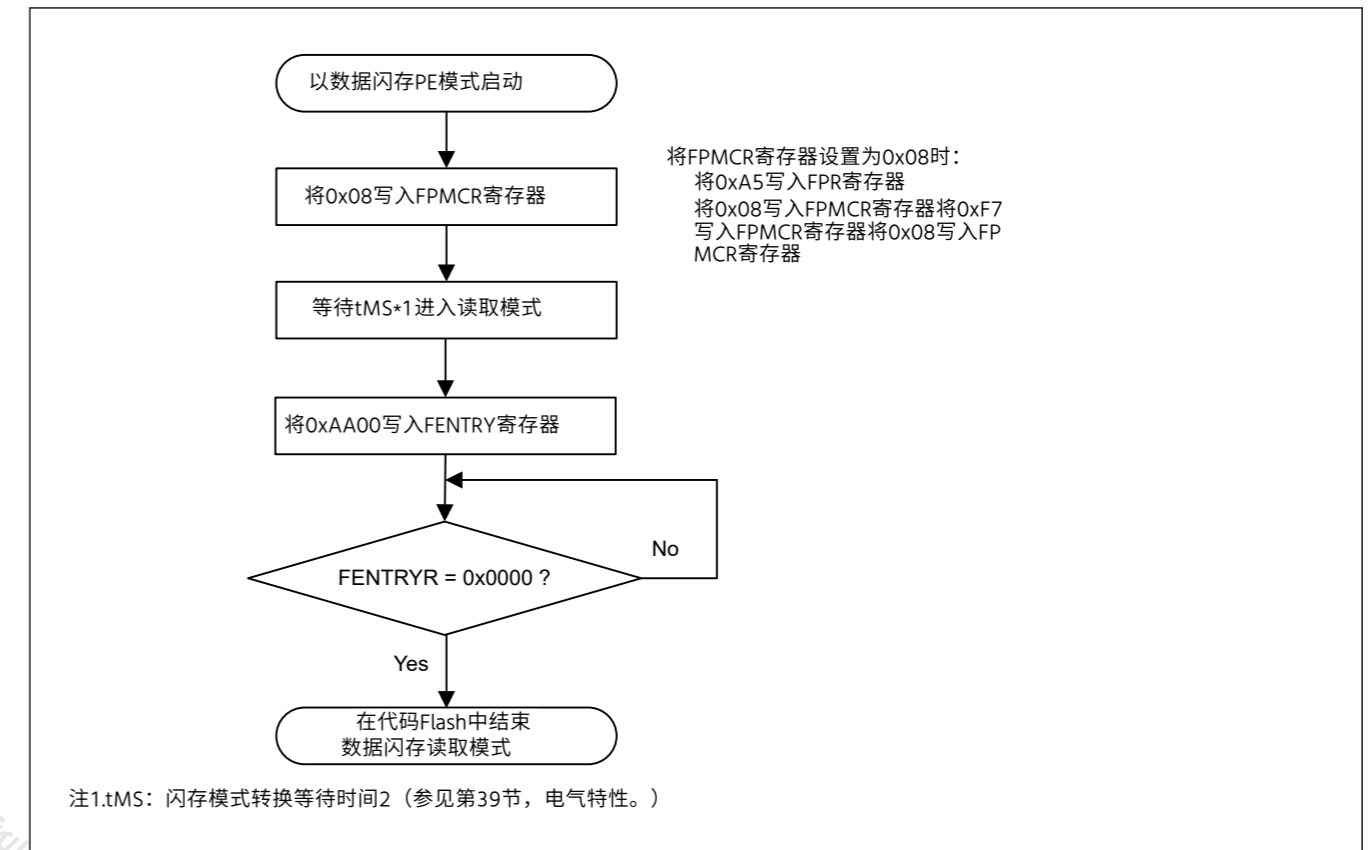 以数据闪存PE模式启动
将0x08写入FPMCR寄存器
将FPMCR寄存器设置为0x08时：
将0xA5写入FPR寄存器
将0x08写入FPMCR寄存器将0xF7
写入FPMCR寄存器将0x08写入FP
MCR寄存器
等待tMS*1进入读取模式
将0xAA00写入FENTRY寄存器
No
FENTRYR = 0x0000 ?
Yes
在代码Flash中结束
数据闪存读取模式
注1.tMS：闪存模式转换等待时间2（参见第39节，电气特性。）